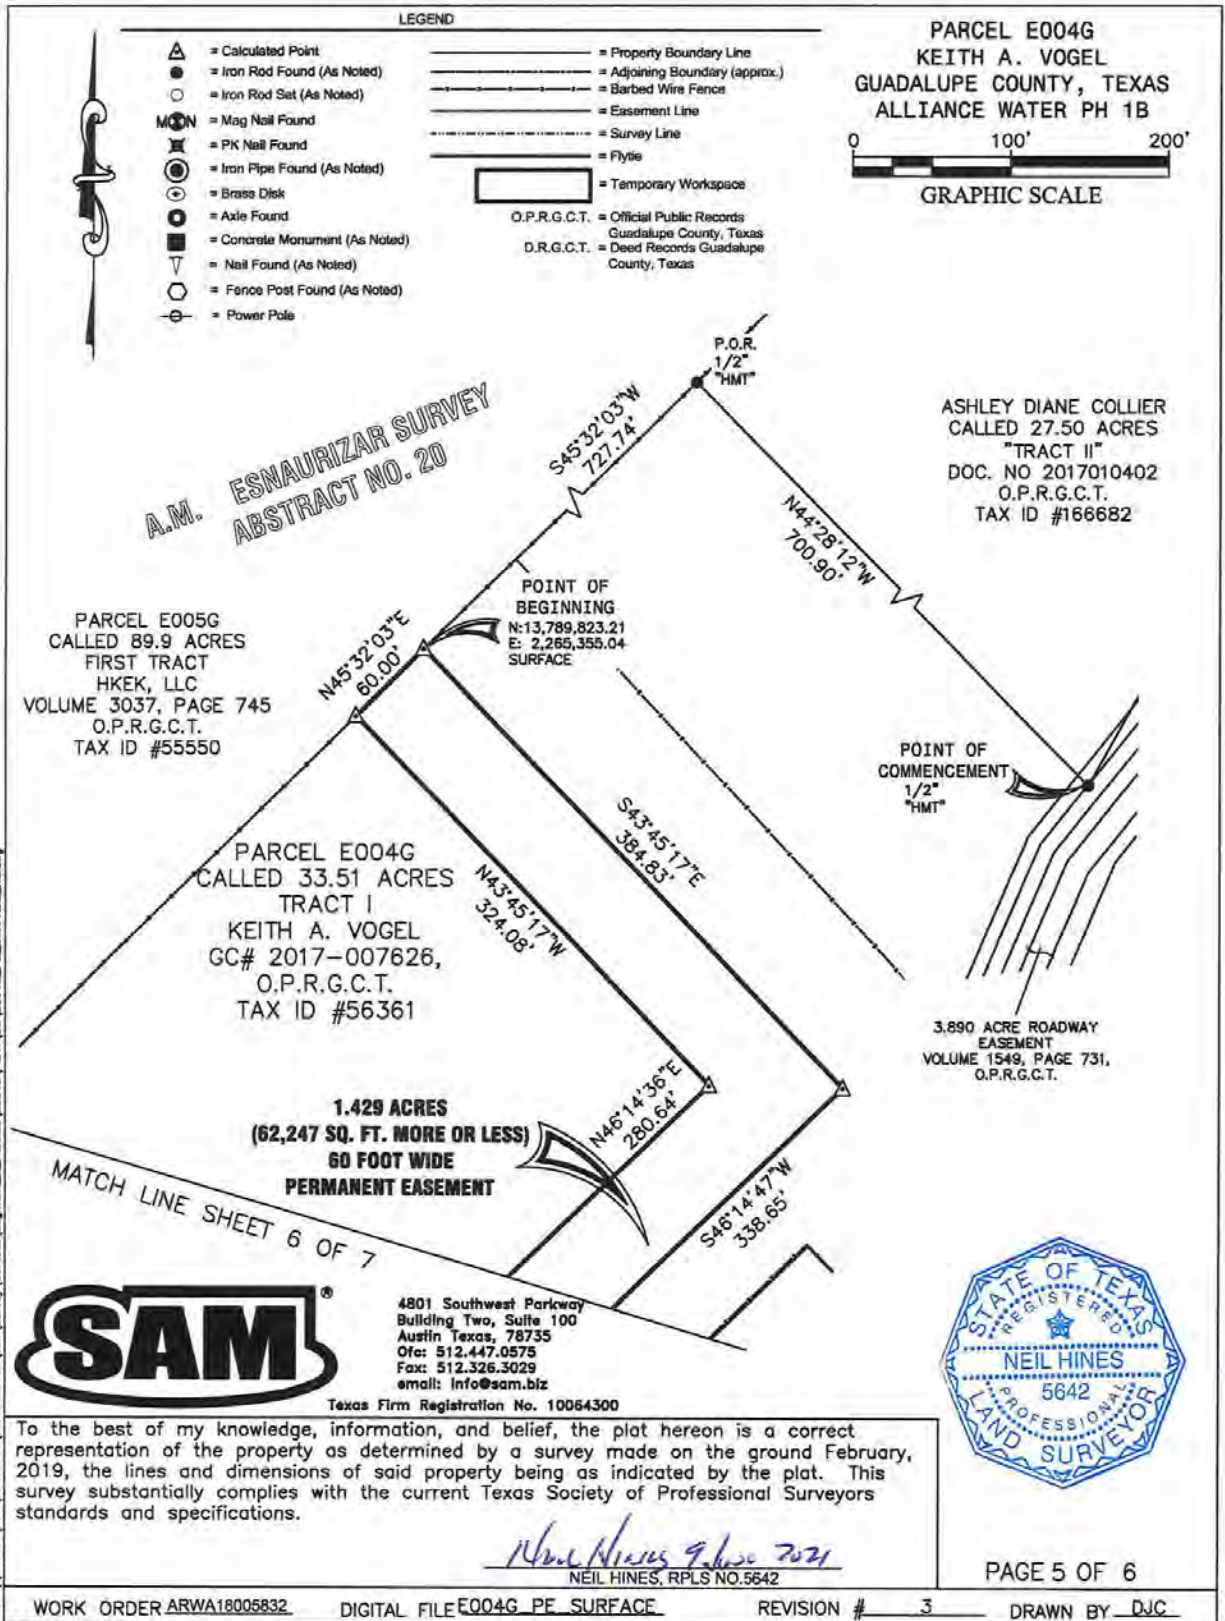 LEGEND
= Calculated Point
= Iron Rod Found (As Noted)
= Iron Rod Set (As Noted)
= Mag Nail Found
= PK Nail Found
= Iron Pipe Found (As Noted)
= Brass Disk
= Axle Found
= Concrete Monument (As Noted)
= Nail Found (As Noted)
= Fence Post Found (As Noted)
= Power Pole
= Property Boundary Line
= Adjoining Boundary (approx.)
= Barbed Wire Fence
= Easement Line
= Survey Line
= Flytie
= Temporary Workspace
O.P.R.G.C.T. = Official Public Records
Guadalupe County, Texas
D.R.G.C.T. = Deed Records Guadalupe
County, Texas
PARCEL E004G
KEITH A. VOGEL
GUADALUPE COUNTY, TEXAS
ALLIANCE WATER PH 1B
0 100' 200'
GRAPHIC SCALE
P.O.R.
1/2"
"HMT"
A.M. ESNAURIZAR SURVEY
ABSTRACT NO. 20
S45°32'03"W
727.74'
ASHLEY DIANE COLLIER
CALLED 27.50 ACRES
"TRACT II"
DOC. NO 2017010402
O.P.R.G.C.T.
TAX ID #166682
N44°28'12"W
700.90'
POINT OF
BEGINNING
N:13,789,823.21
E: 2,265,355.04
SURFACE
N45°32'03"E
60.00'
PARCEL E005G
CALLED 89.9 ACRES
FIRST TRACT
HKEK, LLC
VOLUME 3037, PAGE 745
O.P.R.G.C.T.
TAX ID #55550
POINT OF
COMMENCEMENT
1/2"
"HMT"
S43°45'17"E
384.83'
PARCEL E004G
CALLED 33.51 ACRES
TRACT I
KEITH A. VOGEL
GC# 2017-007626,
O.P.R.G.C.T.
TAX ID #56361
N43°45'17"W
324.08'
3.890 ACRE ROADWAY
EASEMENT
VOLUME 1549, PAGE 731,
O.P.R.G.C.T.
1.429 ACRES
(62,247 SQ. FT. MORE OR LESS)
60 FOOT WIDE
PERMANENT EASEMENT
N46°14'36"E
280.64'
S46°14'47"W
338.65'
MATCH LINE SHEET 6 OF 7
SAM®
4801 Southwest Parkway
Building Two, Suite 100
Austin Texas, 78735
Ofc: 512.447.0575
Fax: 512.326.3029
email: info@sam.biz
Texas Firm Registration No. 10064300
STATE OF TEXAS
REGISTERED
NEIL HINES
5642
PROFESSIONAL
LAND SURVEYOR
To the best of my knowledge, information, and belief, the plat hereon is a correct
representation of the property as determined by a survey made on the ground February,
2019, the lines and dimensions of said property being as indicated by the plat. This
survey substantially complies with the current Texas Society of Professional Surveyors
standards and specifications.
NEIL HINES, RPLS NO.5642
PAGE 5 OF 6
WORK ORDER ARWA18005832 DIGITAL FILE E004G PE SURFACE REVISION # 3 DRAWN BY DJC